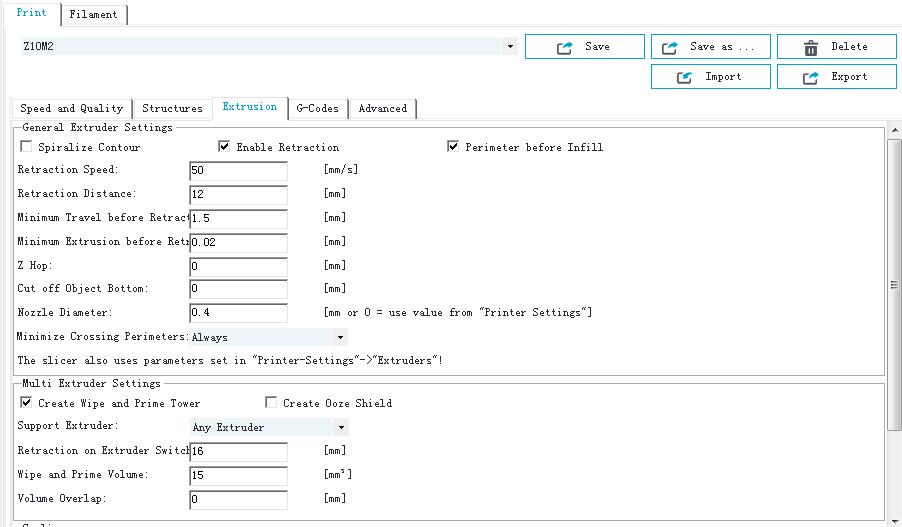 Print Filament
Z10M2 Save Save as ... Delete
Import Export
Speed and Quality Structures Extrusion G-Codes Advanced
General Extruder Settings
Spiralize Contour Enable Retraction Perimeter before Infill
Retraction Speed: 50 [mm/s]
Retraction Distance: 12 [mm]
Minimum Travel before Retract 1.5 [mm]
Minimum Extrusion before Retr 0.02 [mm]
Z Hop: 0 [mm]
Cut off Object Bottom: 0 [mm]
Nozzle Diameter: 0.4 [mm or 0 = use value from "Printer Settings"]
Minimize Crossing Perimeters: Always
The slicer also uses parameters set in "Printer-Settings"->"Extruders"!
Multi Extruder Settings
Create Wipe and Prime Tower Create Ooze Shield
Support Extruder: Any Extruder
Retraction on Extruder Switch 16 [mm]
Wipe and Prime Volume: 15 [mm³]
Volume Overlap: 0 [mm]